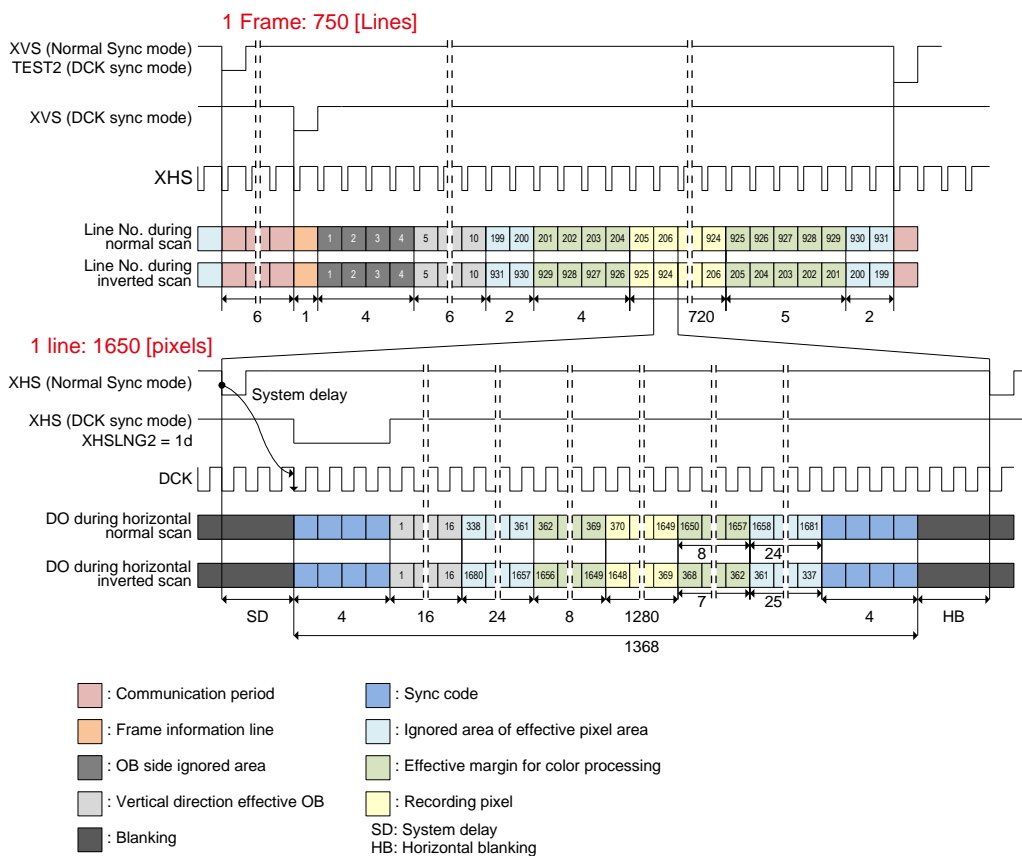 1 Frame: 750 [Lines]
XVS (Normal Sync mode)
TEST2 (DCK sync mode)
XVS (DCK sync mode)
XHS
Line No. during normal scan
1 2 3 4 5 10 199 200 201 202 203 204 205 206 924 925 926 927 928 929 930 931
Line No. during inverted scan
1 2 3 4 5 10 931 930 929 928 927 926 925 924 206 205 204 203 202 201 200 199
6 1 4 6 2 4 720 5 2
1 line: 1650 [pixels]
XHS (Normal Sync mode)
System delay
XHS (DCK sync mode)
XHSLNG2 = 1d
DCK
DO during horizontal normal scan
1 16 338 361 362 369 370 1649 1650 1657 1658 1681
8 24
DO during horizontal inverted scan
1 16 1680 1657 1656 1649 1648 369 368 362 361 337
7 25
SD 4 16 24 8 1280 4 HB
1368
: Communication period
: Sync code
: Frame information line
: Ignored area of effective pixel area
: OB side ignored area
: Effective margin for color processing
: Vertical direction effective OB
: Recording pixel
: Blanking
SD: System delay
HB: Horizontal blanking